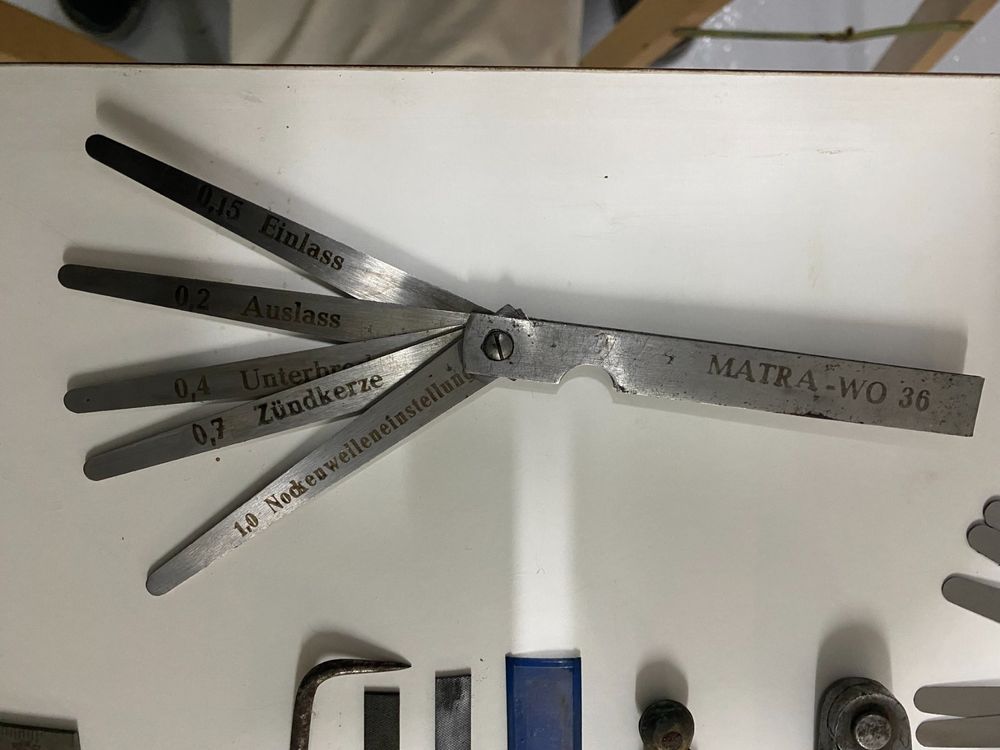 0,15 Einlass
0,2 Auslass
0,4
0,7 Zündkerze
1,0 Nockenwelleneinstellung
MATRA-WO 36